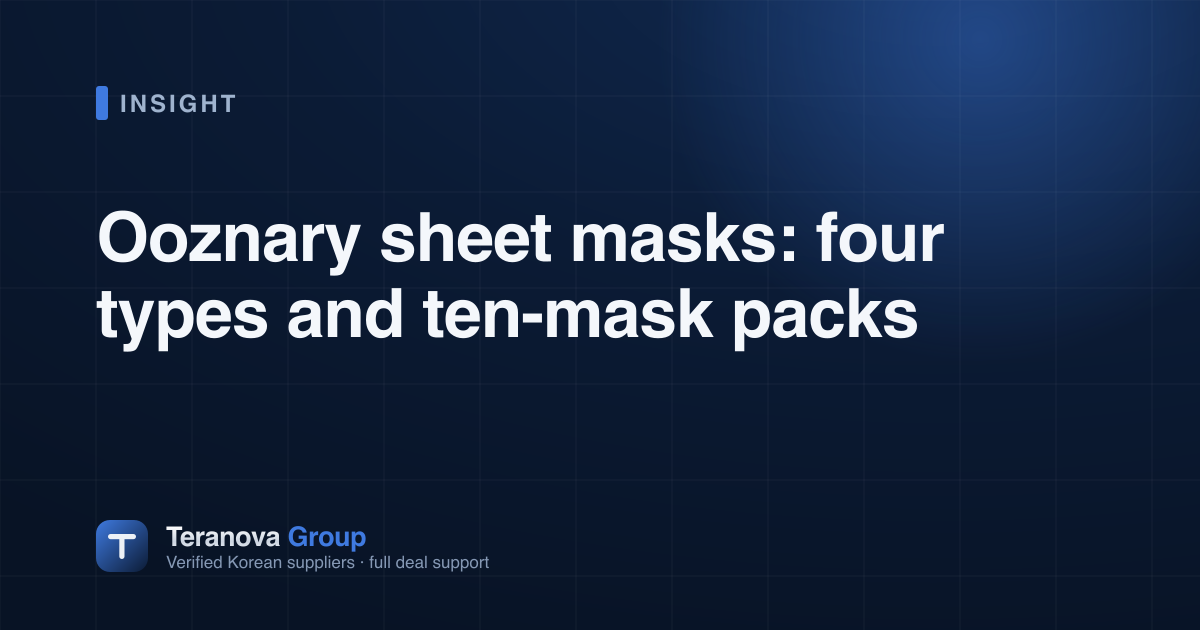 INSIGHT
Ooznary sheet masks: four
types and ten-mask packs
T
Teranova Group
Verified Korean suppliers · full deal support